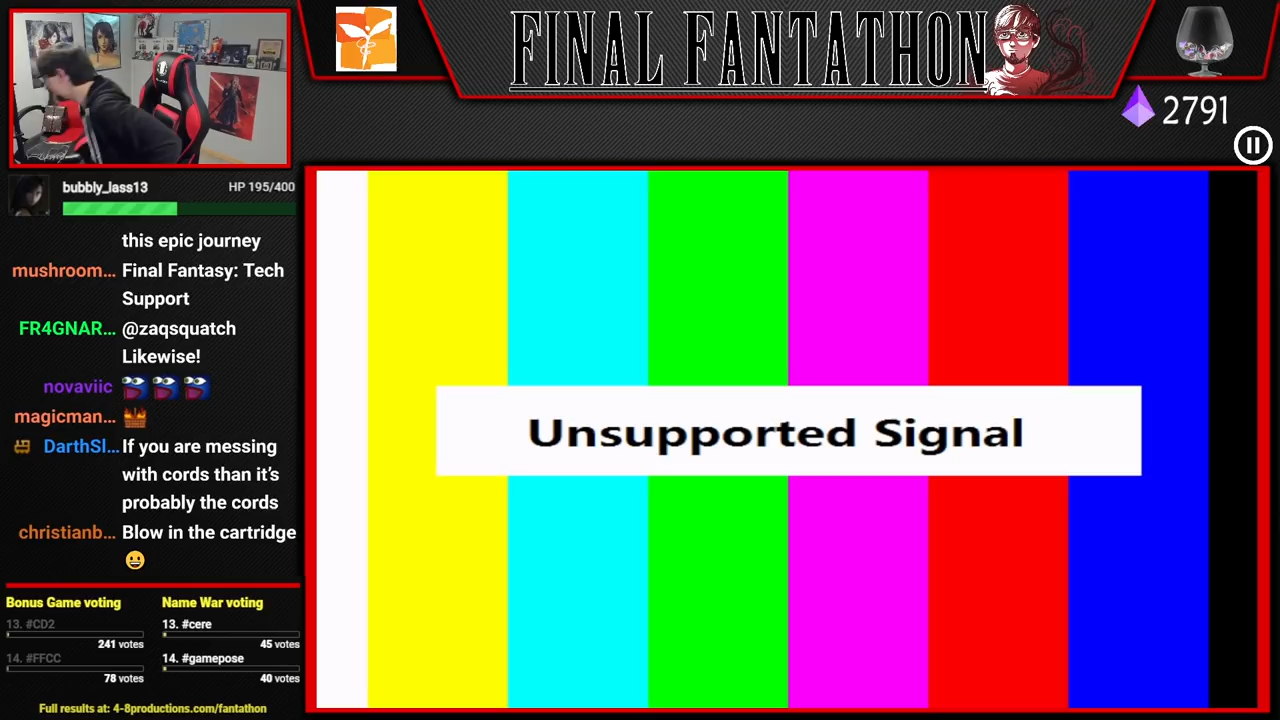 FINAL FANTATHON
2791
bubbly_lass13
HP 195/400
this epic journey
mushroom... Final Fantasy: Tech
Support
FR4GNAR... @zaqsquatch
Likewise!
novaviic
magicman...
DarthSl... If you are messing
with cords than it's
probably the cords
christianb... Blow in the cartridge
Bonus Game voting
13. #CD2
241 votes
14. #FFCC
78 votes
Name War voting
13. #cere
45 votes
14. #gamepose
40 votes
Full results at: 4-8productions.com/fantathon
Unsupported Signal